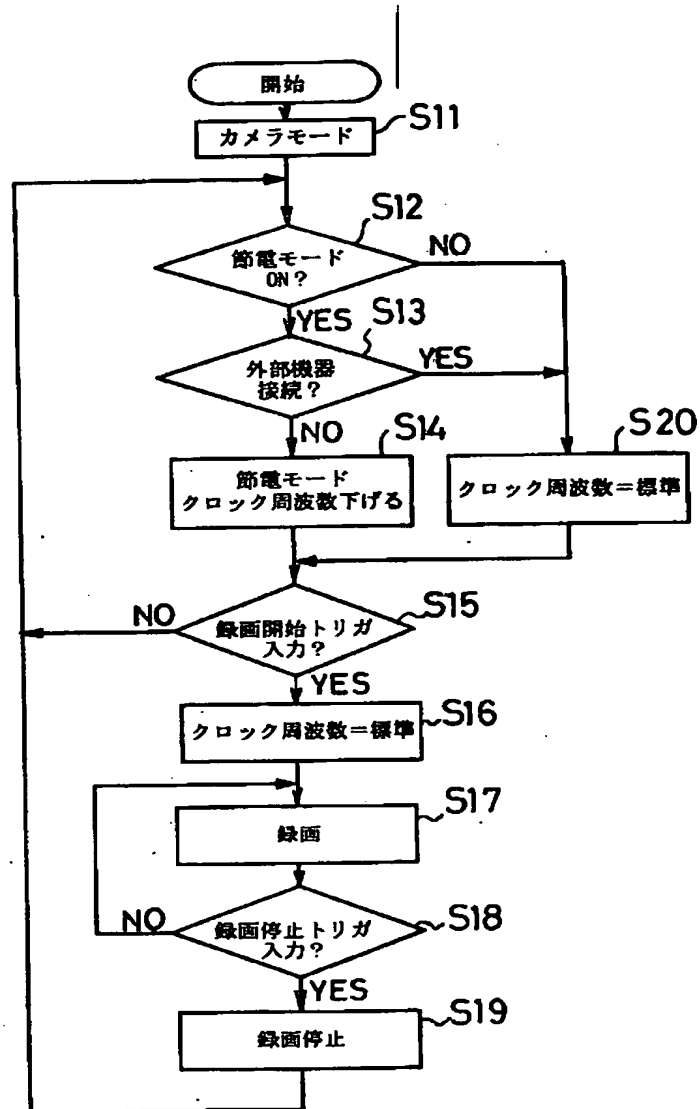 開始
カメラモード
S11
S12
節電モード
ON?
NO
YES
S13
外部機器
接続?
YES
NO
S14
節電モード
クロック周波数下げる
S20
クロック周波数=標準
S15
NO
録画開始トリガ
入力?
YES
S16
クロック周波数=標準
S17
録画
S18
NO
録画停止トリガ
入力?
YES
S19
録画停止